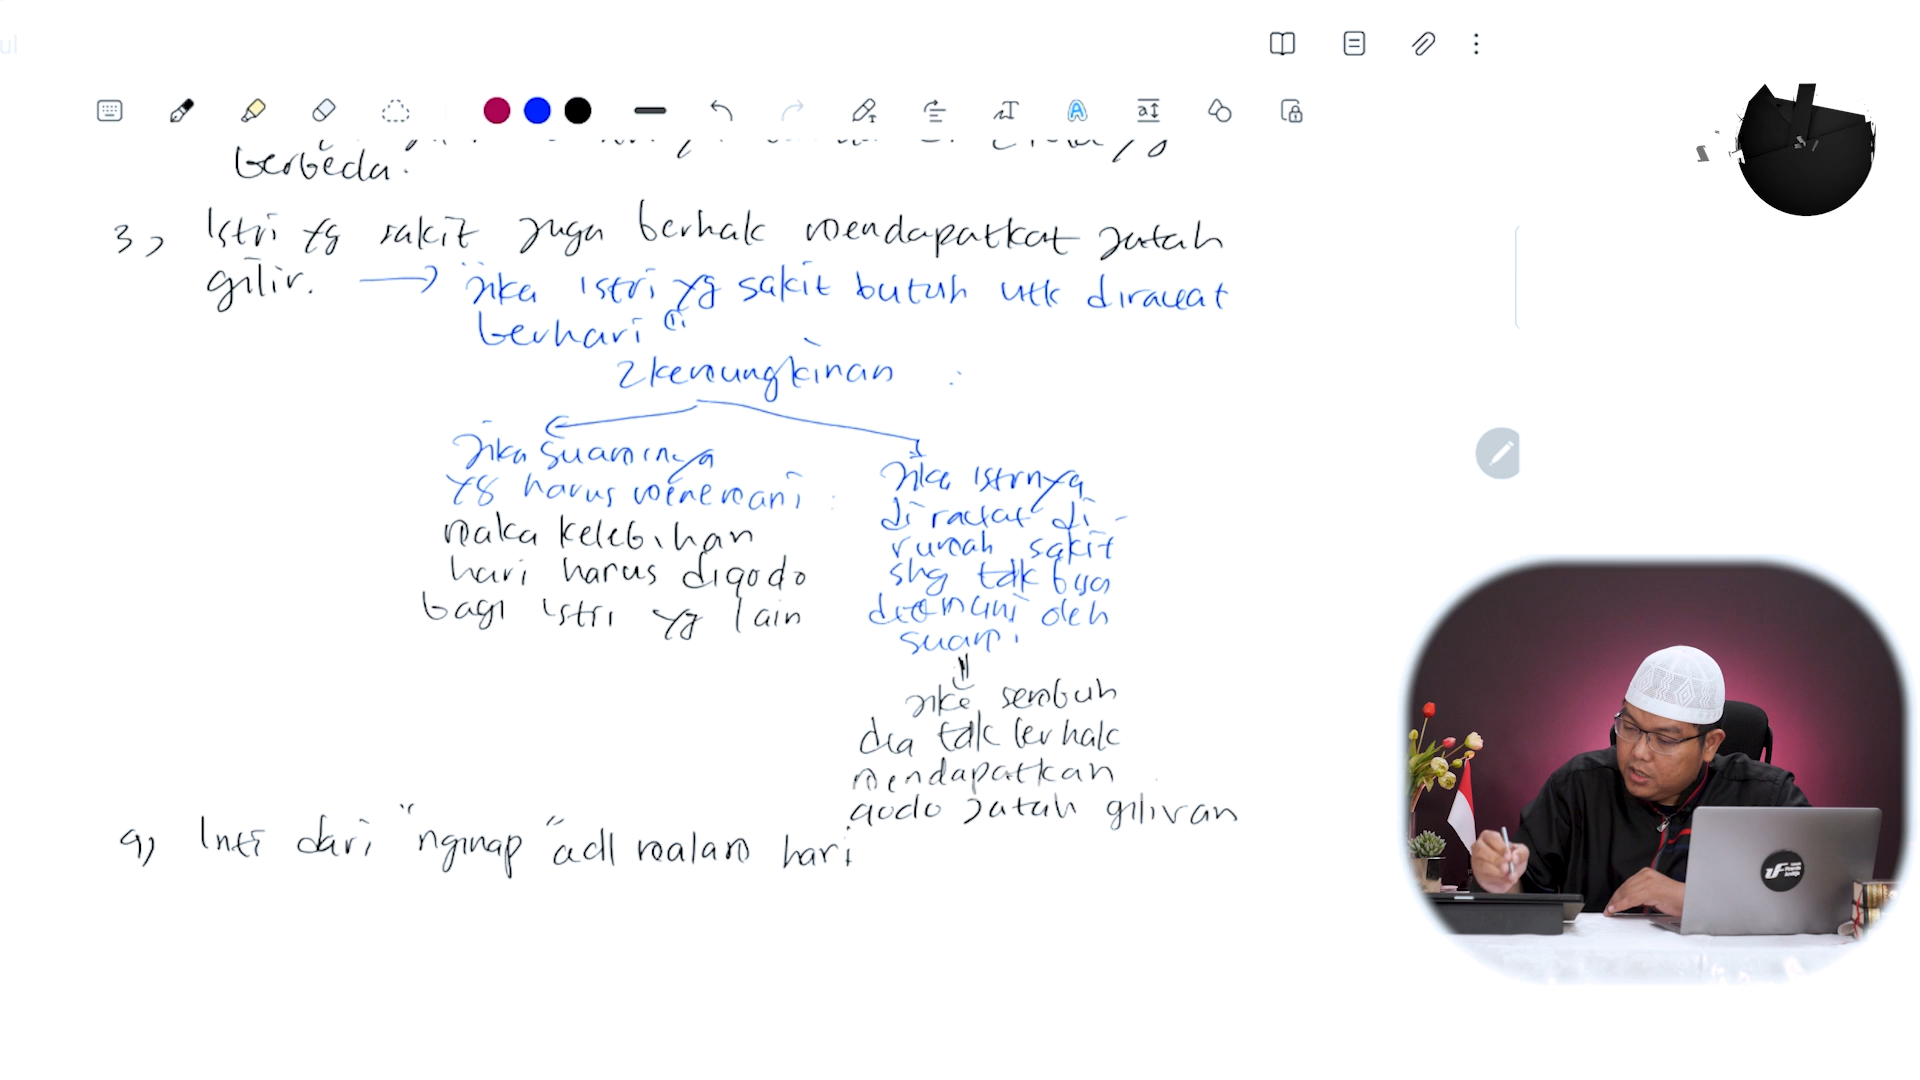 berbeda.
3, Istri yg sakit juga berhak mendapatkat jatah
gilir. → jika istri yg sakit butuh utk dirawat
berhari"
2 kemungkinan :
jika suaminya
yg harus menemani :
maka kelebihan
hari harus diqodo
bagi istri yg lain
jika istrnya
dirawat di
rumah sakit
shg tdk bisa
ditemani oleh
suami
jika sembuh
dia tdk berhak
mendapatkan
qodo jatah giliran
4, Inti dari "nginap" adl malam hari